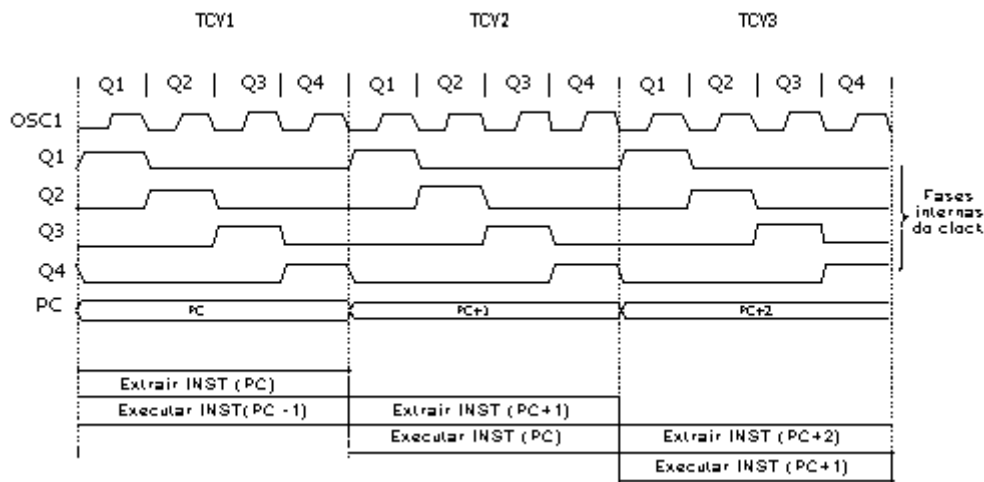 TCY1 TCY2 TCY3
Q1 Q2 Q3 Q4 Q1 Q2 Q3 Q4 Q1 Q2 Q3 Q4
OSC1
Q1
Q2
Q3
Q4
Fases
internas
do clock
PC PC PC+1 PC+2
Extrair INST (PC)
Executar INST(PC -1) Extrair INST (PC+1)
Executar INST (PC) Extrair INST (PC+2)
Executar INST (PC+1)